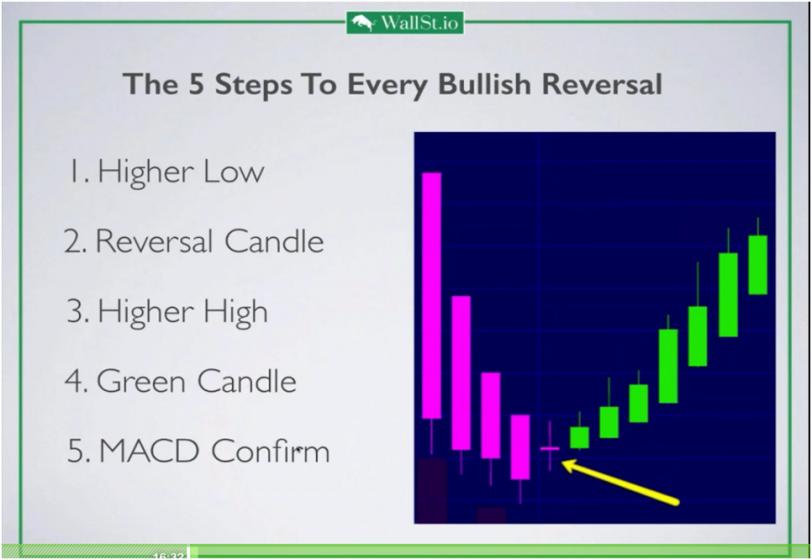 WallSt.io
The 5 Steps To Every Bullish Reversal
1. Higher Low
2. Reversal Candle
3. Higher High
4. Green Candle
5. MACD Confirm
16:32